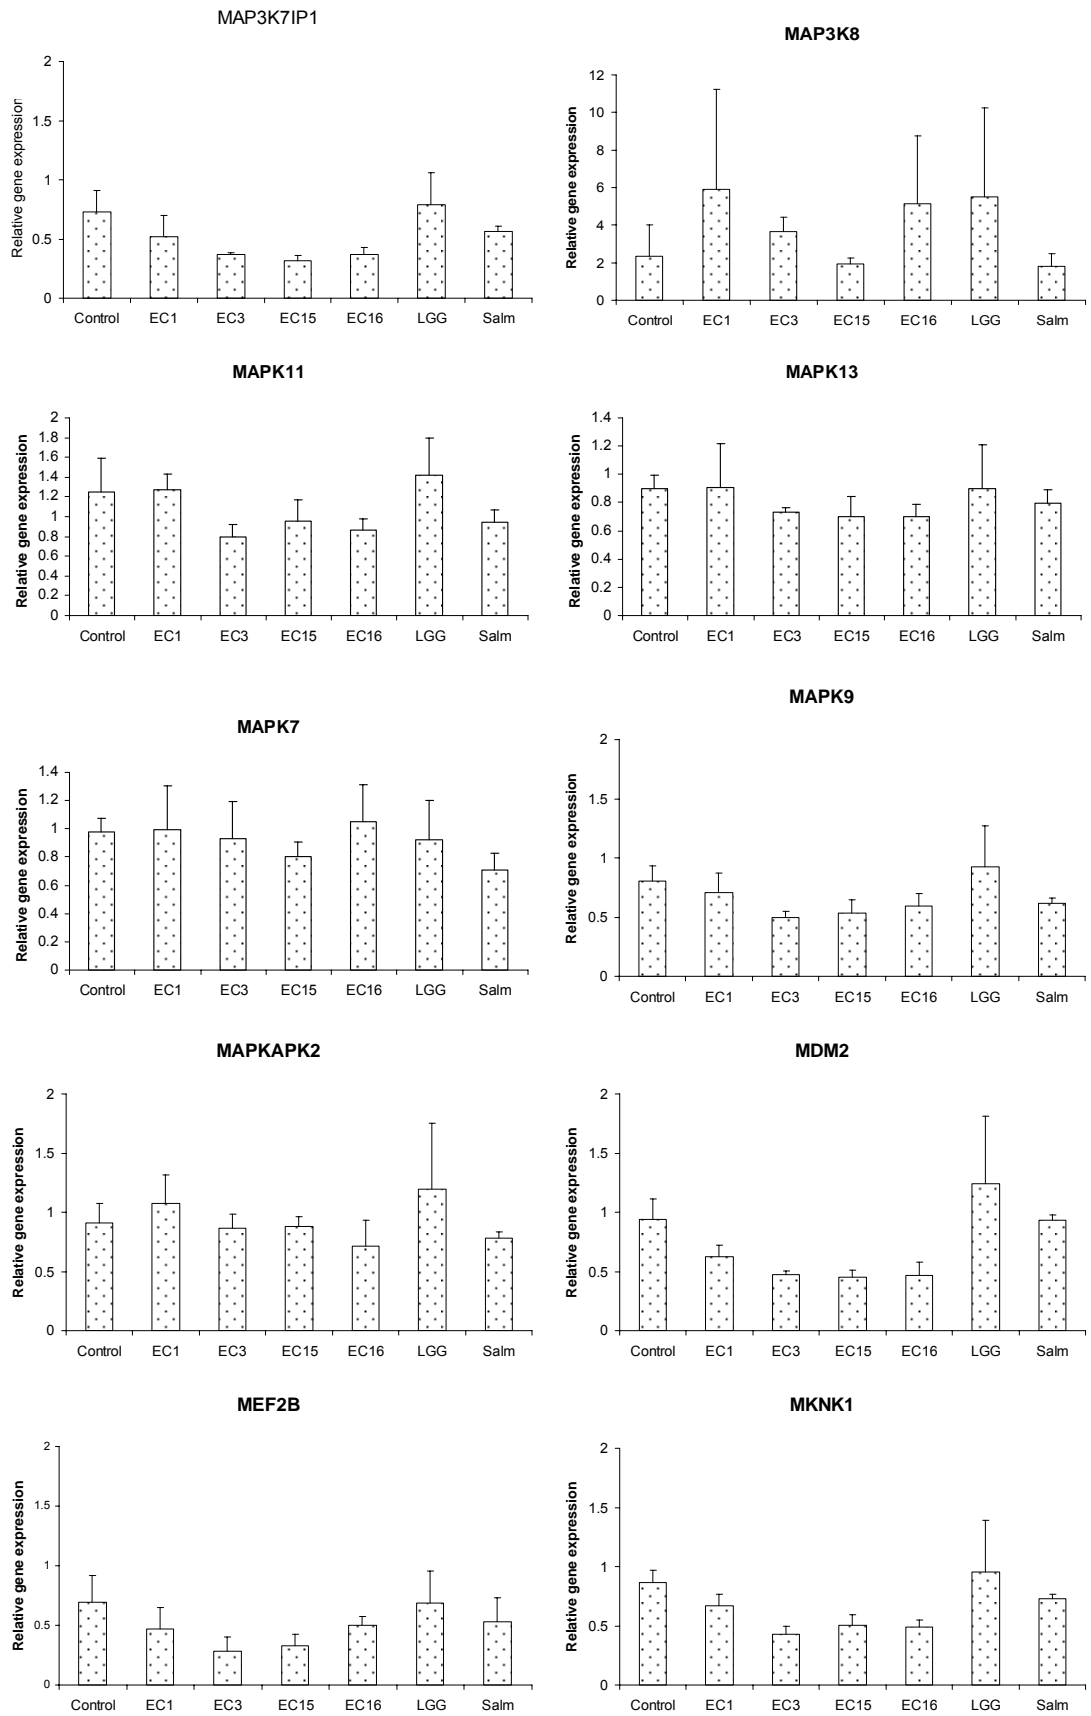 MAP3K7IP1
Relative gene expression
2
1.5
1
0.5
0
Control EC1 EC3 EC15 EC16 LGG Salm
MAP3K8
Relative gene expression
12
10
8
6
4
2
0
Control EC1 EC3 EC15 EC16 LGG Salm
MAPK11
Relative gene expression
2
1.8
1.6
1.4
1.2
1
0.8
0.6
0.4
0.2
0
Control EC1 EC3 EC15 EC16 LGG Salm
MAPK13
Relative gene expression
1.4
1.2
1
0.8
0.6
0.4
0.2
0
Control EC1 EC3 EC15 EC16 LGG Salm
MAPK7
Relative gene expression
1.4
1.2
1
0.8
0.6
0.4
0.2
0
Control EC1 EC3 EC15 EC16 LGG Salm
MAPK9
Relative gene expression
2
1.5
1
0.5
0
Control EC1 EC3 EC15 EC16 LGG Salm
MAPKAPK2
Relative gene expression
2
1.5
1
0.5
0
Control EC1 EC3 EC15 EC16 LGG Salm
MDM2
Relative gene expression
2
1.5
1
0.5
0
Control EC1 EC3 EC15 EC16 LGG Salm
MEF2B
Relative gene expression
2
1.5
1
0.5
0
Control EC1 EC3 EC15 EC16 LGG Salm
MKNK1
Relative gene expression
2
1.5
1
0.5
0
Control EC1 EC3 EC15 EC16 LGG Salm